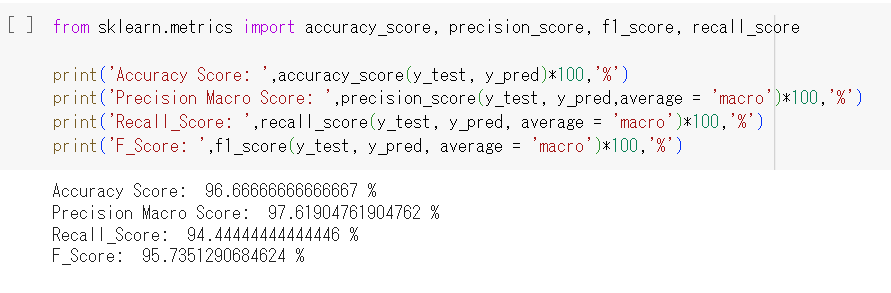 [ ] from sklearn.metrics import accuracy_score, precision_score, f1_score, recall_score
print('Accuracy Score: ',accuracy_score(y_test, y_pred)*100,'%')
print('Precision Macro Score: ',precision_score(y_test, y_pred,average = 'macro')*100,'%')
print('Recall_Score: ',recall_score(y_test, y_pred, average = 'macro')*100,'%')
print('F_Score: ',f1_score(y_test, y_pred, average = 'macro')*100,'%')
Accuracy Score:  96.66666666666667 %
Precision Macro Score:  97.61904761904762 %
Recall_Score:  94.44444444444446 %
F_Score:  95.7351290684624 %